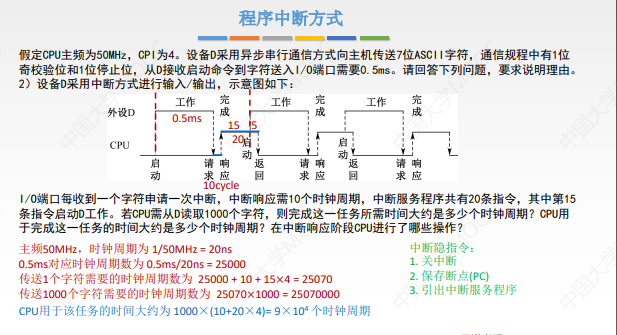 程序中断方式
假定CPU主频为50MHz，CPI为4。设备D采用异步串行通信方式向主机传送7位ASCII字符，通信规程中有1位
奇校验位和1位停止位，从D接收启动命令到字符送入I/O端口需要0.5ms。请回答下列问题，要求说明理由。
2）设备D采用中断方式进行输入/输出，示意图如下：
外设D 工作 完成 工作 完成 工作 完成
0.5ms
15 5
20
CPU
启动 请求 响应 启动 返回 请求 响应 启动 返回 请求 响应
10cycle
I/O端口每收到一个字符申请一次中断，中断响应需10个时钟周期，中断服务程序共有20条指令，其中第15
条指令启动D工作。若CPU需从D读取1000个字符，则完成这一任务所需时间大约是多少个时钟周期？CPU用
于完成这一任务的时间大约是多少个时钟周期？在中断响应阶段CPU进行了哪些操作？
主频50MHz，时钟周期为 1/50MHz = 20ns
0.5ms对应时钟周期数为 0.5ms/20ns = 25000
传送1个字符需要的时钟周期数为 25000 + 10 + 15×4 = 25070
传送1000个字符需要的时钟周期数为 25070×1000 = 25070000
CPU用于该任务的时间大约为 1000×(10+20×4)= 9×10⁴ 个时钟周期
中断隐指令：
1. 关中断
2. 保存断点(PC)
3. 引出中断服务程序